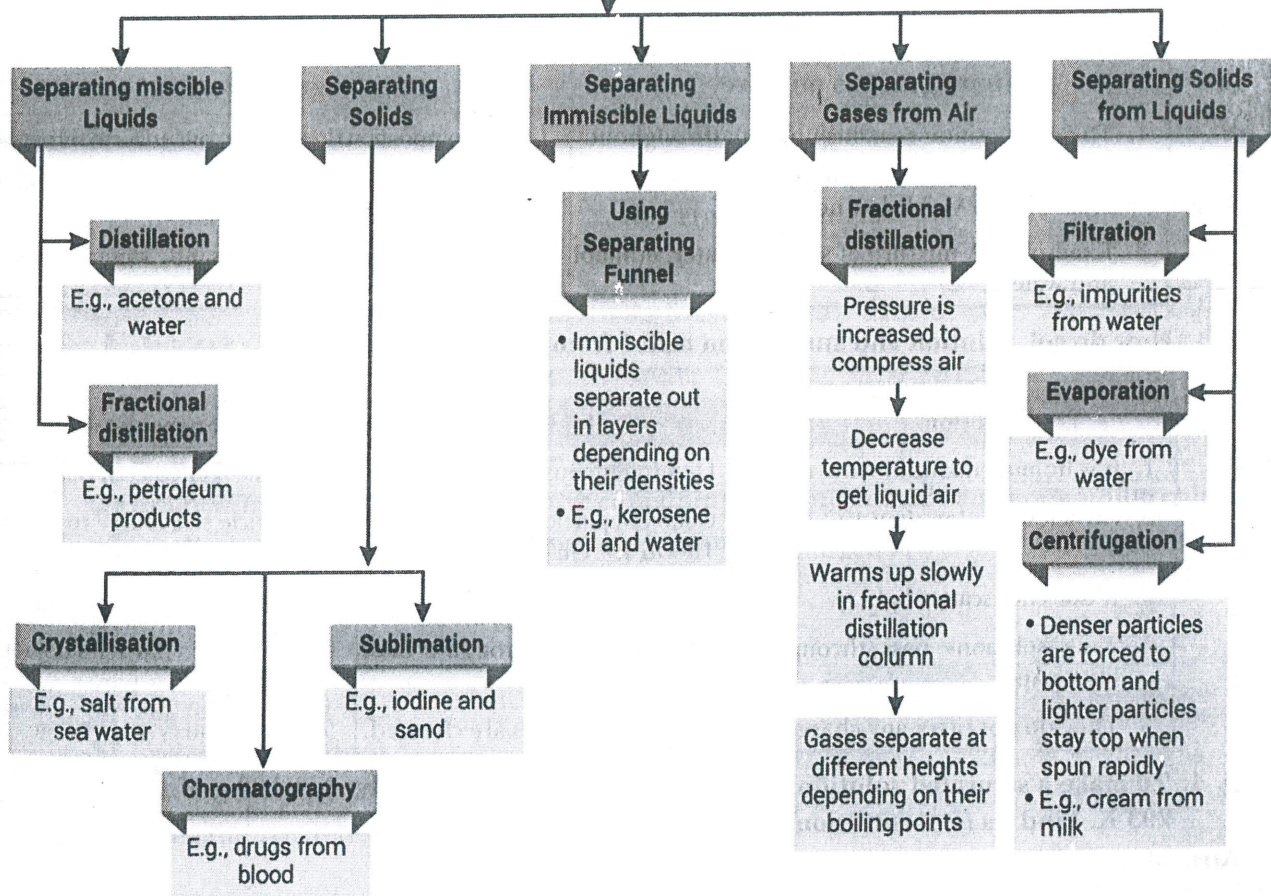 Separating miscible
Liquids
Distillation
E.g., acetone and
water
Fractional
distillation
E.g., petroleum
products
Separating
Solids
Crystallisation
E.g., salt from
sea water
Chromatography
E.g., drugs from
blood
Sublimation
E.g., iodine and
sand
Separating
Immiscible Liquids
Using
Separating
Funnel
• Immiscible
liquids
separate out
in layers
depending on
their densities
• E.g., kerosene
oil and water
Separating
Gases from Air
Fractional
distillation
Pressure is
increased to
compress air
Decrease
temperature to
get liquid air
Warms up slowly
in fractional
distillation
column
Gases separate at
different heights
depending on their
boiling points
Separating Solids
from Liquids
Filtration
E.g., impurities
from water
Evaporation
E.g., dye from
water
Centrifugation
• Denser particles
are forced to
bottom and
lighter particles
stay top when
spun rapidly
• E.g., cream from
milk